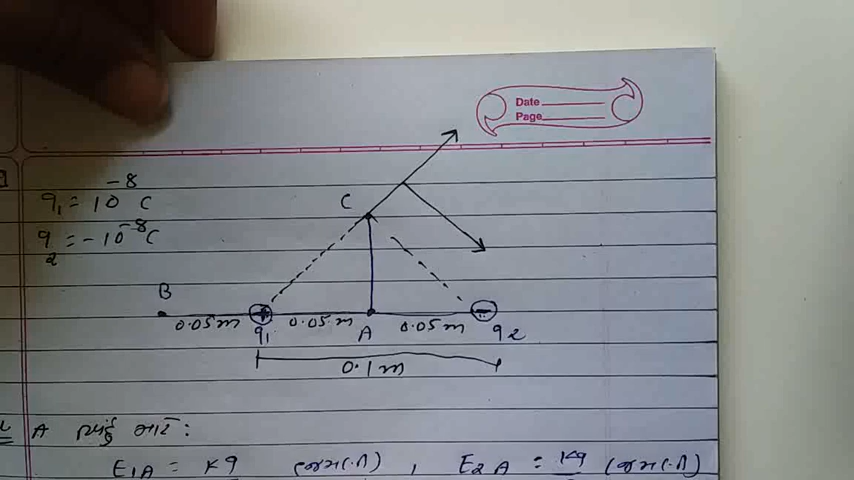 Date
Page
q₁ = 10⁻⁸ C
q₂ = -10⁻⁸ C
C
B
0.05m q₁ 0.05m A 0.05m q₂
0.1m
A માટે:
E₁A = Kq , E₂A = Kq